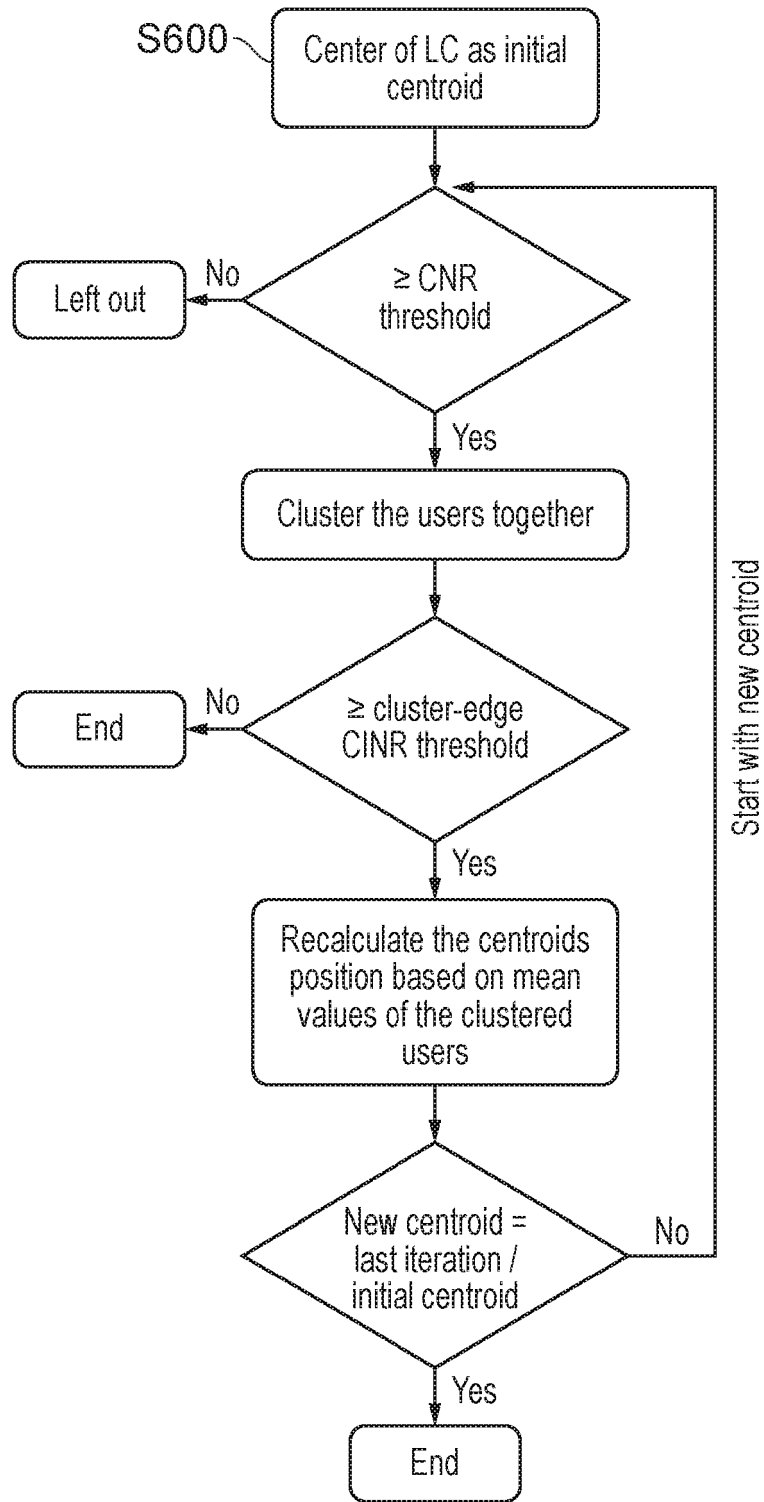 S600
Center of LC as initial
centroid
≥ CNR
threshold
No
Left out
Yes
Cluster the users together
≥ cluster-edge
CINR threshold
No
End
Yes
Recalculate the centroids
position based on mean
values of the clustered
users
New centroid =
last iteration /
initial centroid
No
Start with new centroid
Yes
End